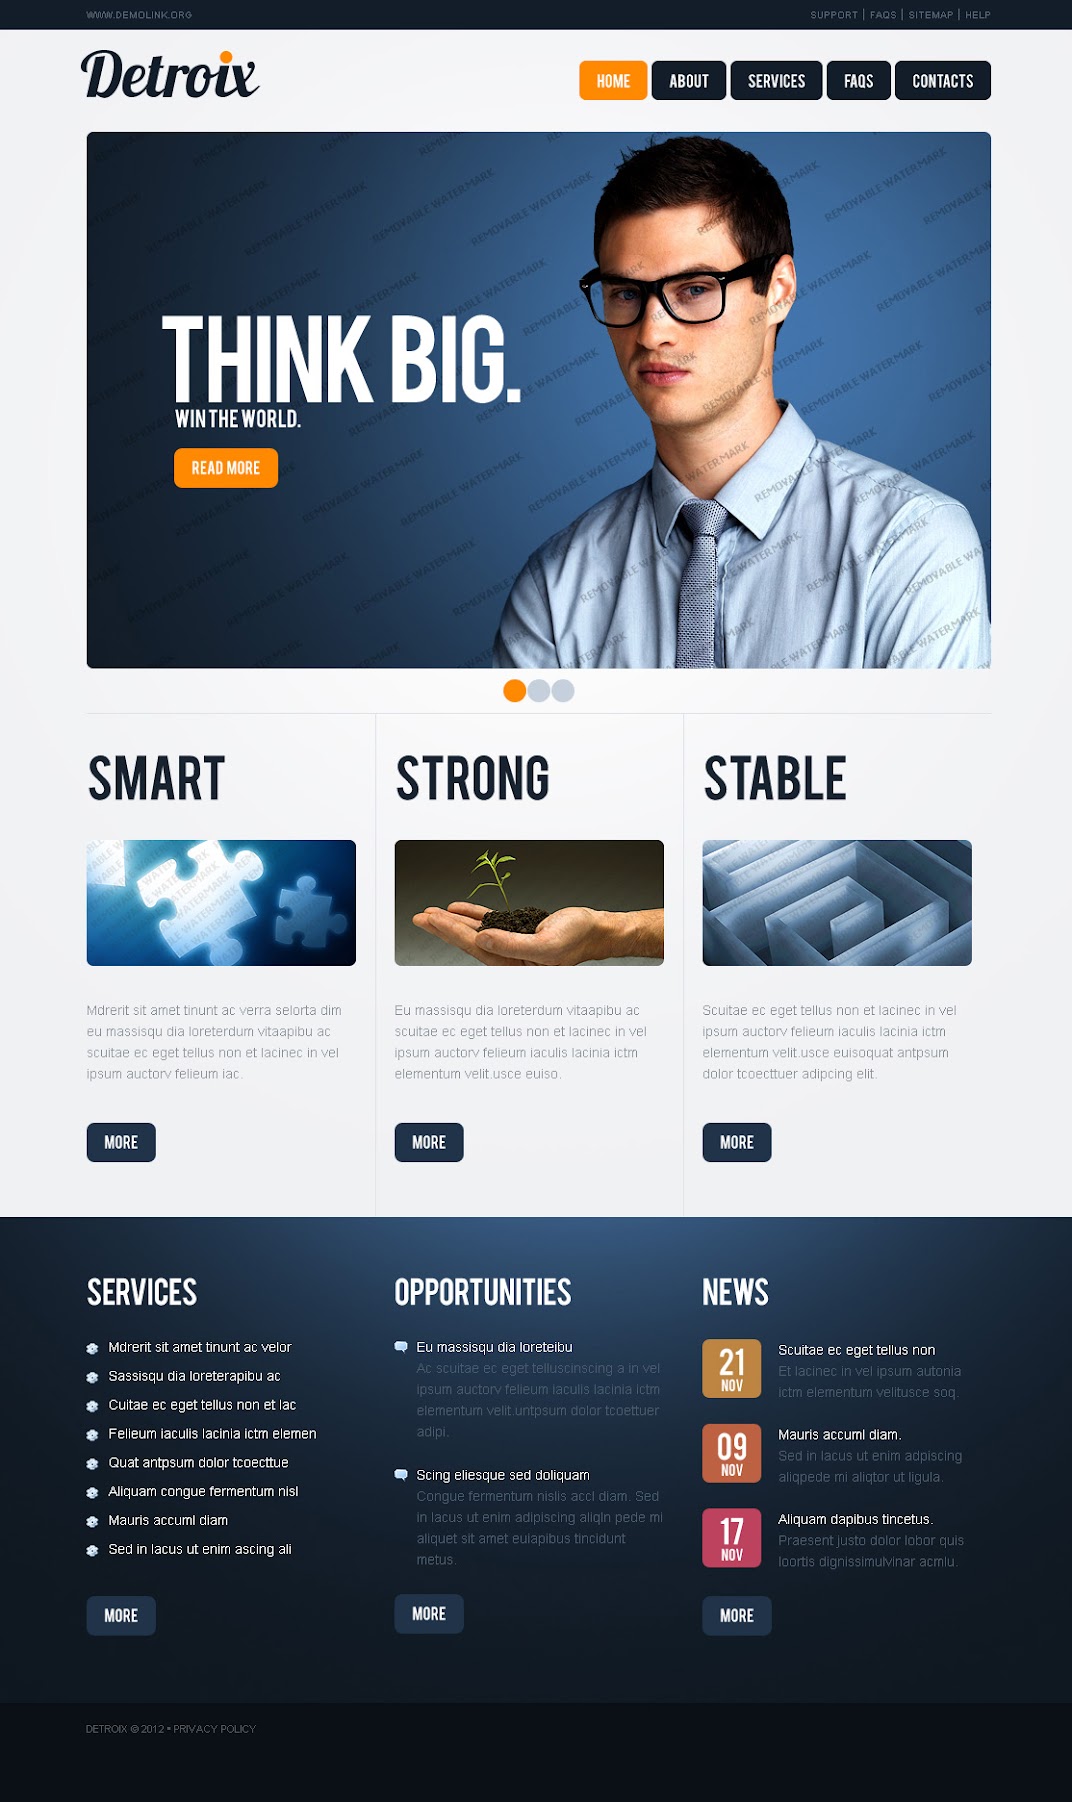 WWW.DEMOLINK.ORG
SUPPORT | FAQS | SITEMAP | HELP
Detroix
HOME
ABOUT
SERVICES
FAQS
CONTACTS
REMOVABLE WATERMARK
THINK BIG.
WIN THE WORLD.
READ MORE
SMART
STRONG
STABLE
Mdrerit sit amet tinunt ac verra selorta dim
eu massisqu dia loreterdum vitaapibu ac
scuitae ec eget tellus non et lacinec in vel
ipsum auctorv felieum iac.
Eu massisqu dia loreterdum vitaapibu ac
scuitae ec eget tellus non et lacinec in vel
ipsum auctorv felieum iaculis lacinia ictm
elementum velit.usce euiso.
Scuitae ec eget tellus non et lacinec in vel
ipsum auctorv felieum iaculis lacinia ictm
elementum velit.usce euisoquat antpsum
dolor tcoecttuer adipcing elit.
MORE
MORE
MORE
SERVICES
Mdrerit sit amet tinunt ac velor
Sassisqu dia loreterapibu ac
Cuitae ec eget tellus non et lac
Felieum iaculis lacinia ictm elemen
Quat antpsum dolor tcoecttue
Aliquam congue fermentum nisl
Mauris accuml diam
Sed in lacus ut enim ascing ali
MORE
OPPORTUNITIES
Eu massisqu dia loreteibu
Ac scuitae ec eget telluscinscing a in vel
ipsum auctorv felieum iaculis lacinia ictm
elementum velit.untpsum dolor tcoettuer
adipi.
Scing eliesque sed doliquam
Congue fermentum nislis accl diam. Sed
in lacus ut enim adipiscing aliqln pede mi
aliquet sit amet euiapibus tincidunt
metus.
MORE
NEWS
21
NOV
Scuitae ec eget tellus non
Et lacinec in vel ipsum autonia
ictm elementum velitusce soq.
09
NOV
Mauris accuml diam.
Sed in lacus ut enim adpiscing
aliqpede mi aliqtor ut ligula.
17
NOV
Aliquam dapibus tincetus.
Praesent justo dolor lobor quis
loortis dignissimulvinar acmlu.
MORE
DETROIX © 2012 • PRIVACY POLICY